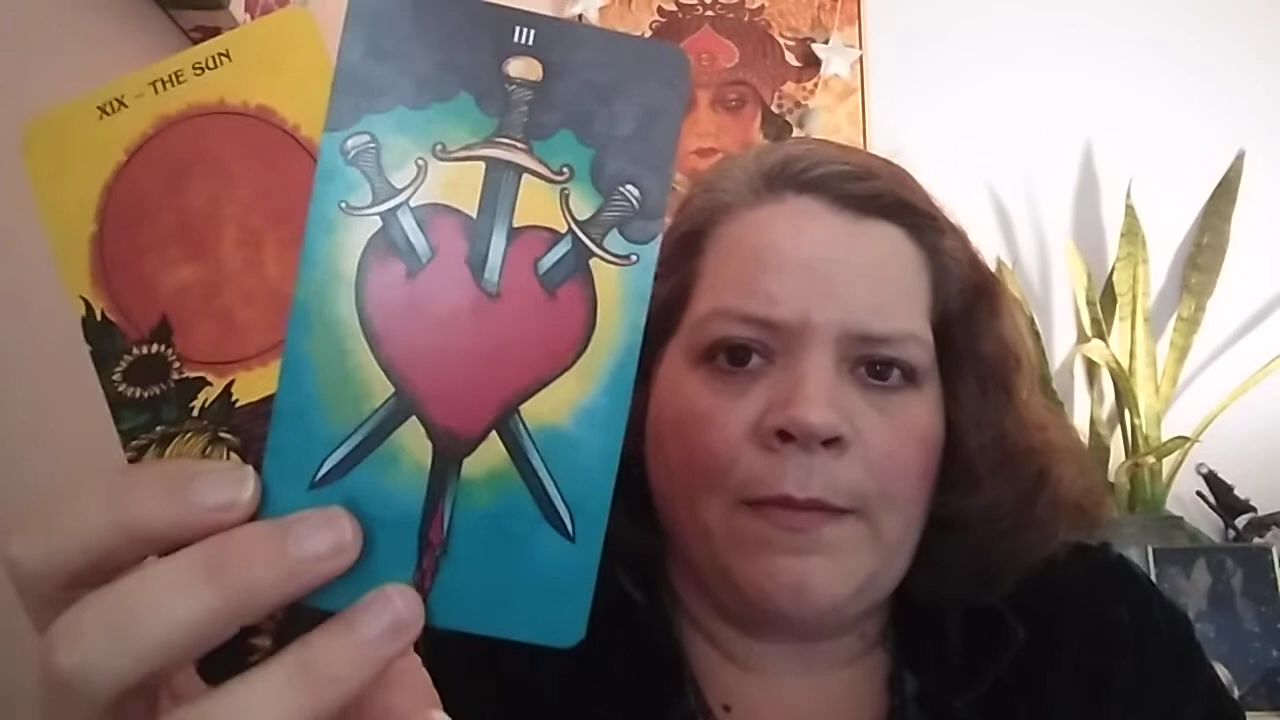 XIX – THE SUN
III